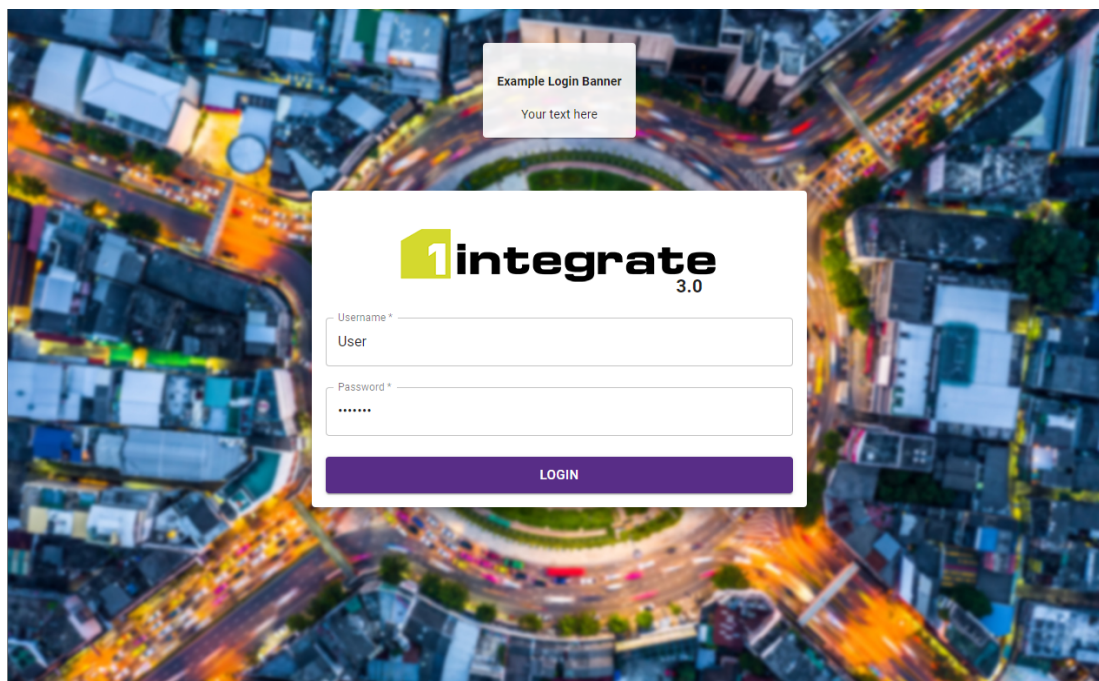 Example Login Banner
Your text here
1integrate
3.0
Username *
User
Password *
•••••••
LOGIN